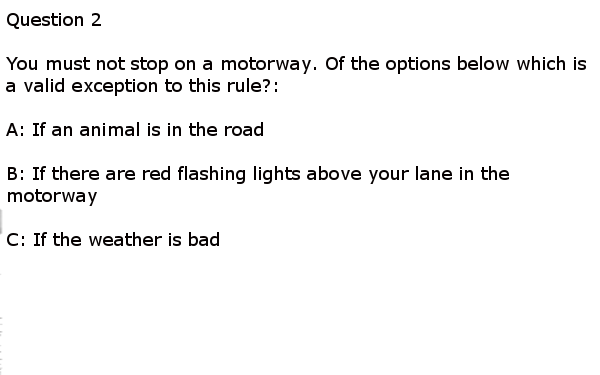 Question 2
You must not stop on a motorway. Of the options below which is
a valid exception to this rule?:
A: If an animal is in the road
B: If there are red flashing lights above your lane in the
motorway
C: If the weather is bad